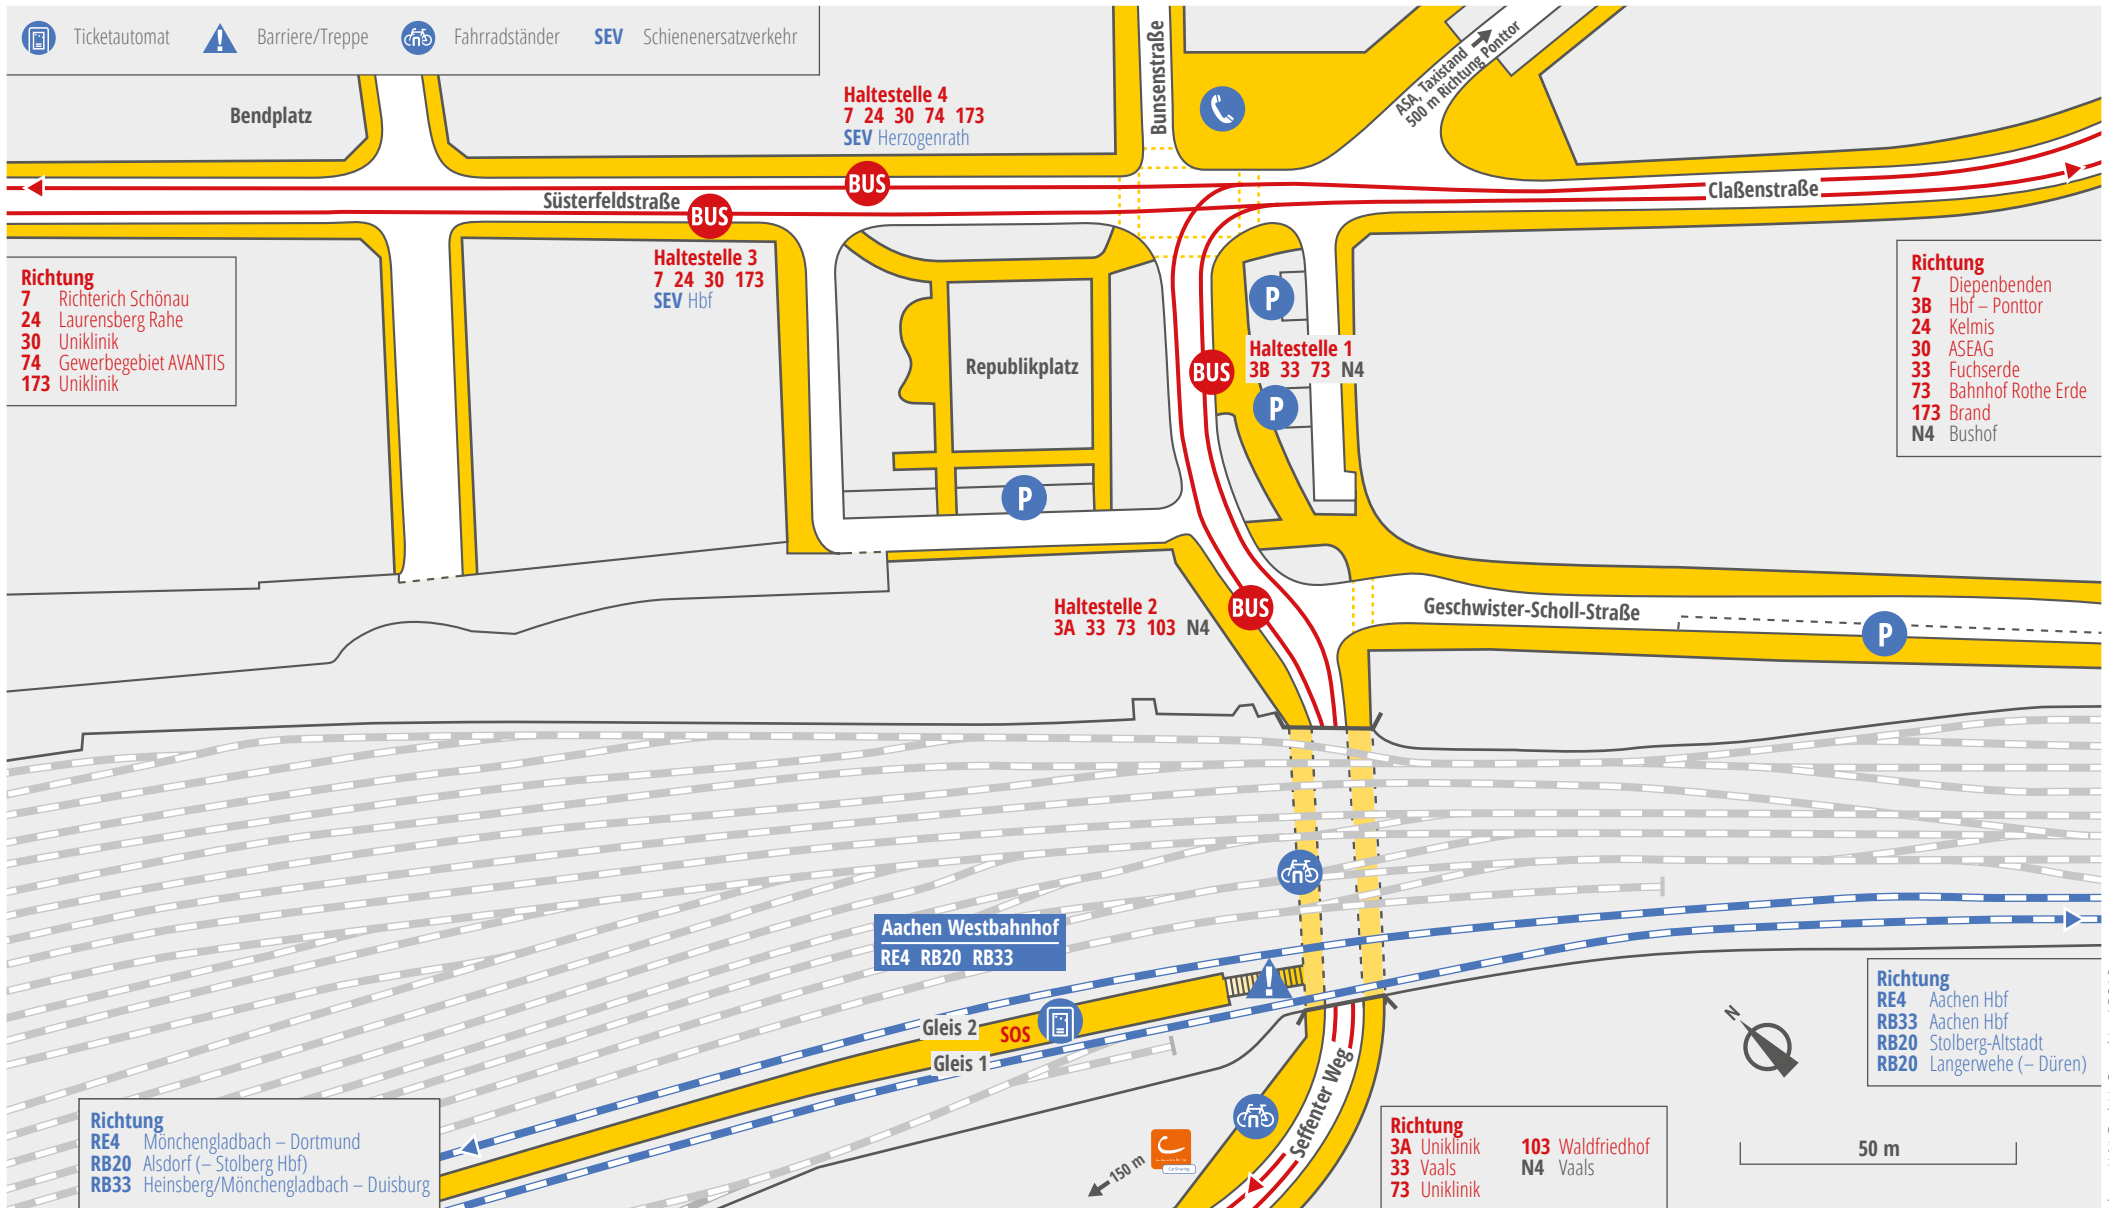 Ticketautomat Barriere/Treppe Fahrradständer SEV Schienenersatzverkehr
Bendplatz
Haltestelle 4
7 24 30 74 173
SEV Herzogenrath
Bunsenstraße
ASA, Taxistand
500 m Richtung Ponttor
BUS
Süsterfeldstraße
BUS
Claßenstraße
Haltestelle 3
7 24 30 173
SEV Hbf
Richtung
7 Richterich Schönau
24 Laurensberg Rahe
30 Uniklinik
74 Gewerbegebiet AVANTIS
173 Uniklinik
Richtung
7 Diepenbenden
3B Hbf – Ponttor
24 Kelmis
30 ASEAG
33 Fuchserde
73 Bahnhof Rothe Erde
173 Brand
N4 Bushof
P
Republikplatz
BUS
Haltestelle 1
3B 33 73 N4
P
P
Haltestelle 2
3A 33 73 103 N4
BUS
Geschwister-Scholl-Straße
P
Aachen Westbahnhof
RE4 RB20 RB33
Gleis 2
SOS
Gleis 1
N
Richtung
RE4 Aachen Hbf
RB33 Aachen Hbf
RB20 Stolberg-Altstadt
RB20 Langerwehe (– Düren)
Richtung
RE4 Mönchengladbach – Dortmund
RB20 Alsdorf (– Stolberg Hbf)
RB33 Heinsberg/Mönchengladbach – Duisburg
150 m
CarSharing
Seffenter Weg
Richtung
3A Uniklinik 103 Waldfriedhof
33 Vaals N4 Vaals
73 Uniklinik
50 m